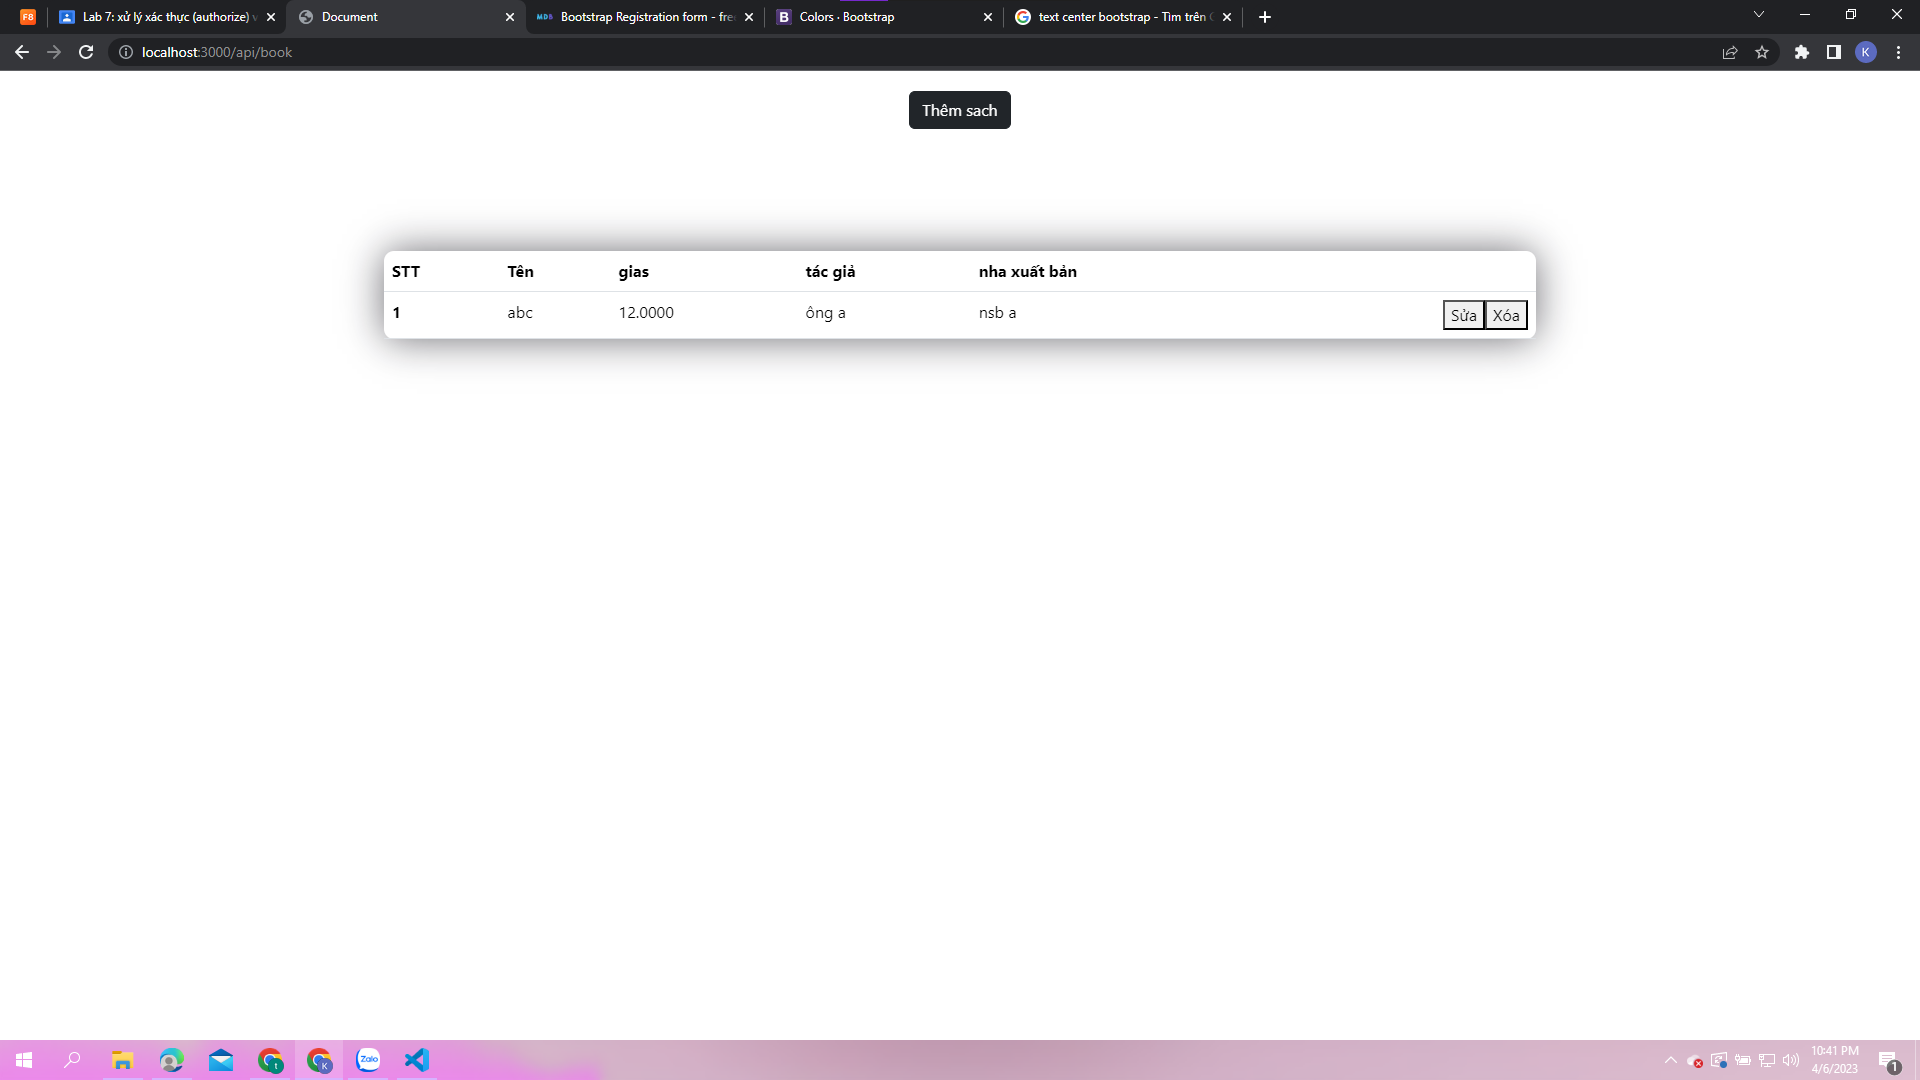 F8
Lab 7: xử lý xác thực (authorize) v
Document
MDB
Bootstrap Registration form - fre
B
Colors · Bootstrap
text center bootstrap - Tìm trên G
localhost:3000/api/book
K
Thêm sach
STT Tên gias tác giả nha xuất bản
1 abc 12.0000 ông a nsb a Sửa Xóa
t
K
Zalo
10:41 PM
4/6/2023
1